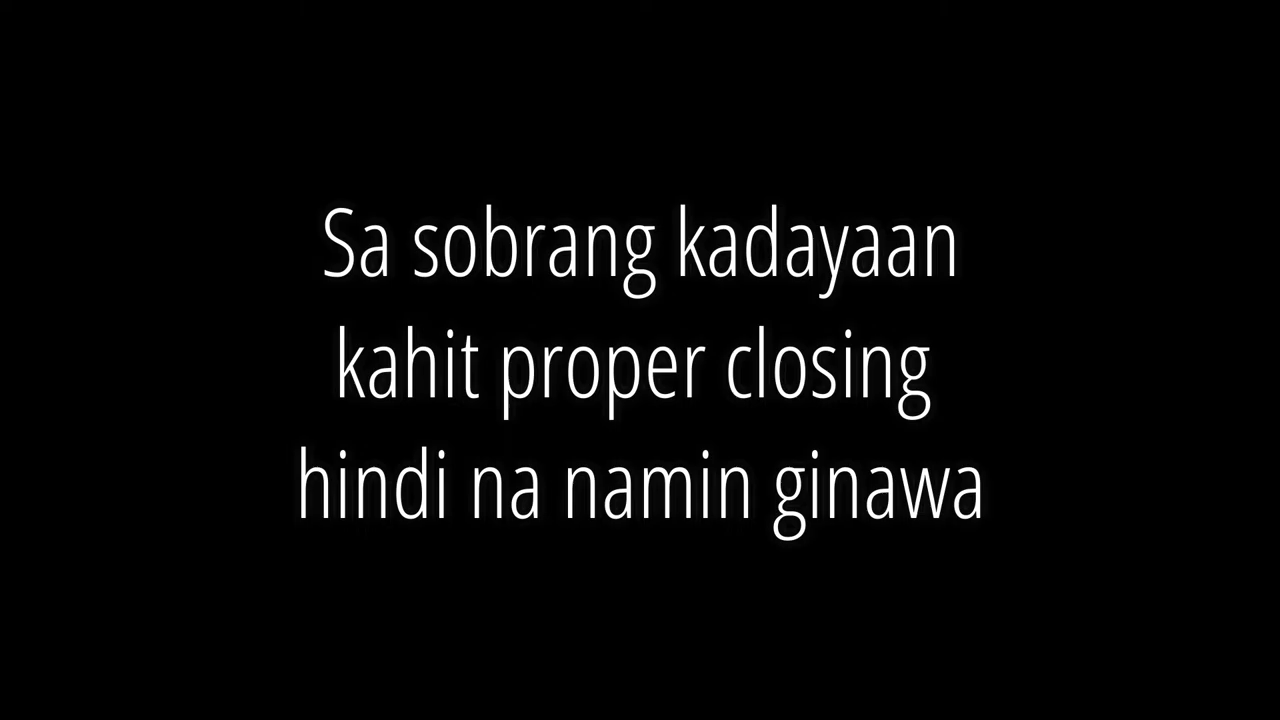 Sa sobrang kadayaan
kahit proper closing
hindi na namin ginawa